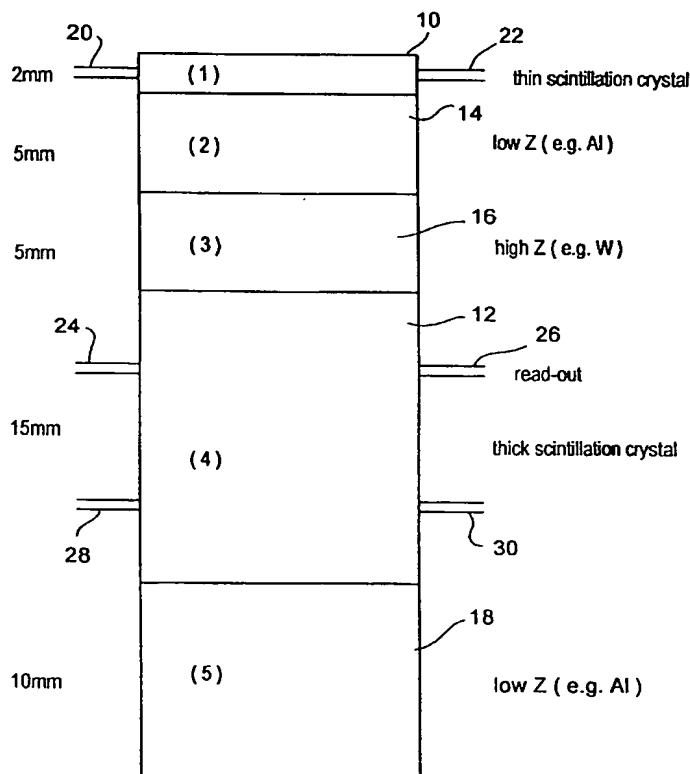 10
20
22
2mm
(1)
thin scintillation crystal
14
5mm
(2)
low Z ( e.g. Al)
16
5mm
(3)
high Z (e.g. W)
12
24
26
read-out
15mm
(4)
thick scintillation crystal
28
30
18
10mm
(5)
low Z ( e.g. Al )